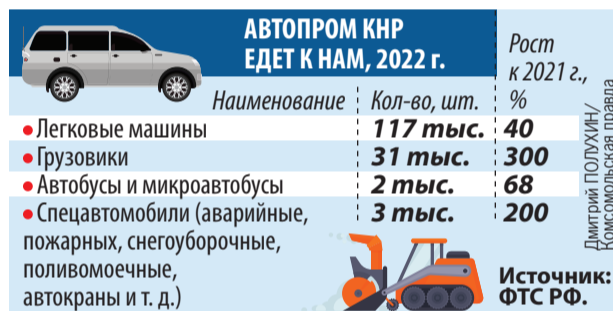 АВТОПРОМ КНР
ЕДЕТ К НАМ, 2022 г.
Рост
к 2021 г.,
%
Наименование Кол-во, шт.
• Легковые машины 117 тыс. 40
• Грузовики 31 тыс. 300
• Автобусы и микроавтобусы 2 тыс. 68
• Спецавтомобили (аварийные, 3 тыс. 200
пожарных, снегоуборочные,
поливомоечные,
автокраны и т. д.)
Источник:
ФТС РФ.
Дмитрий ПОЛУХИН/
Комсомольская правда